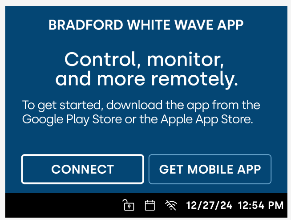 BRADFORD WHITE WAVE APP
Control, monitor,
and more remotely.
To get started, download the app from the
Google Play Store or the Apple App Store.
CONNECT
GET MOBILE APP
12/27/24 12:54 PM